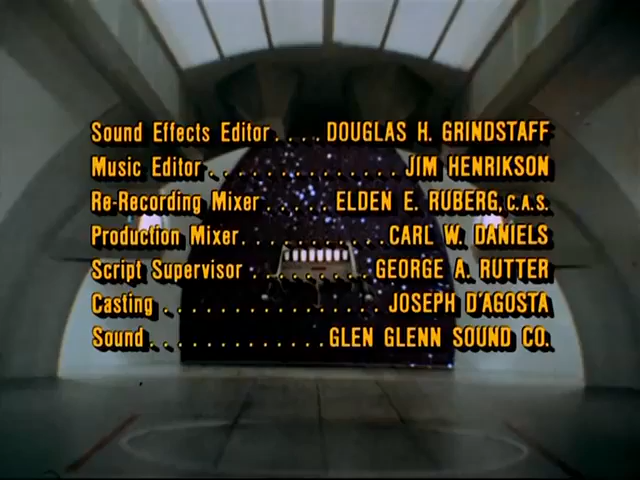 Sound Effects Editor . . . . DOUGLAS H. GRINDSTAFF
Music Editor . . . . . . . . . . . . . . JIM HENRIKSON
Re-Recording Mixer . . . . . ELDEN E. RUBERG, C.A.S.
Production Mixer . . . . . . . . . . . CARL W. DANIELS
Script Supervisor . . . . . . . . . GEORGE A. RUTTER
Casting . . . . . . . . . . . . . . . . JOSEPH D'AGOSTA
Sound . . . . . . . . . . . . . GLEN GLENN SOUND CO.